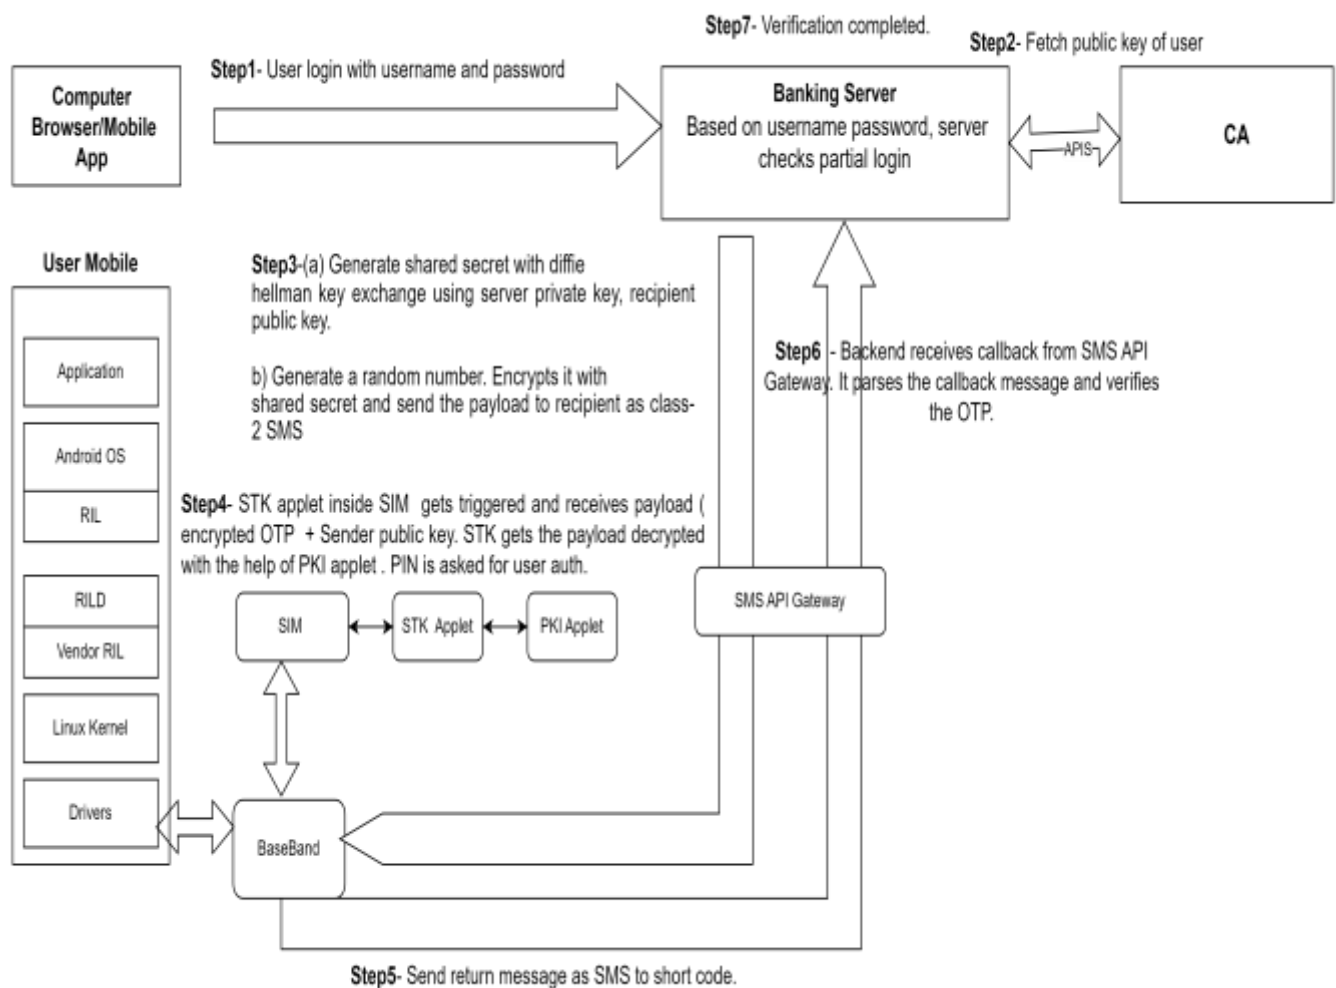 Step7- Verification completed.
Step2- Fetch public key of user
Step1- User login with username and password
Computer
Browser/Mobile
App
Banking Server
Based on username password, server
checks partial login
APIS
CA
User Mobile
Step3-(a) Generate shared secret with diffie
hellman key exchange using server private key, recipient
public key.
b) Generate a random number. Encrypts it with
shared secret and send the payload to recipient as class-
2 SMS
Step6 - Backend receives callback from SMS API
Gateway. It parses the callback message and verifies
the OTP.
Application
Android OS
RIL
RILD
Vendor RIL
Linux Kernel
Drivers
Step4- STK applet inside SIM gets triggered and receives payload (
encrypted OTP + Sender public key. STK gets the payload decrypted
with the help of PKI applet . PIN is asked for user auth.
SIM
STK Applet
PKI Applet
SMS API Gateway
BaseBand
Step5- Send return message as SMS to short code.